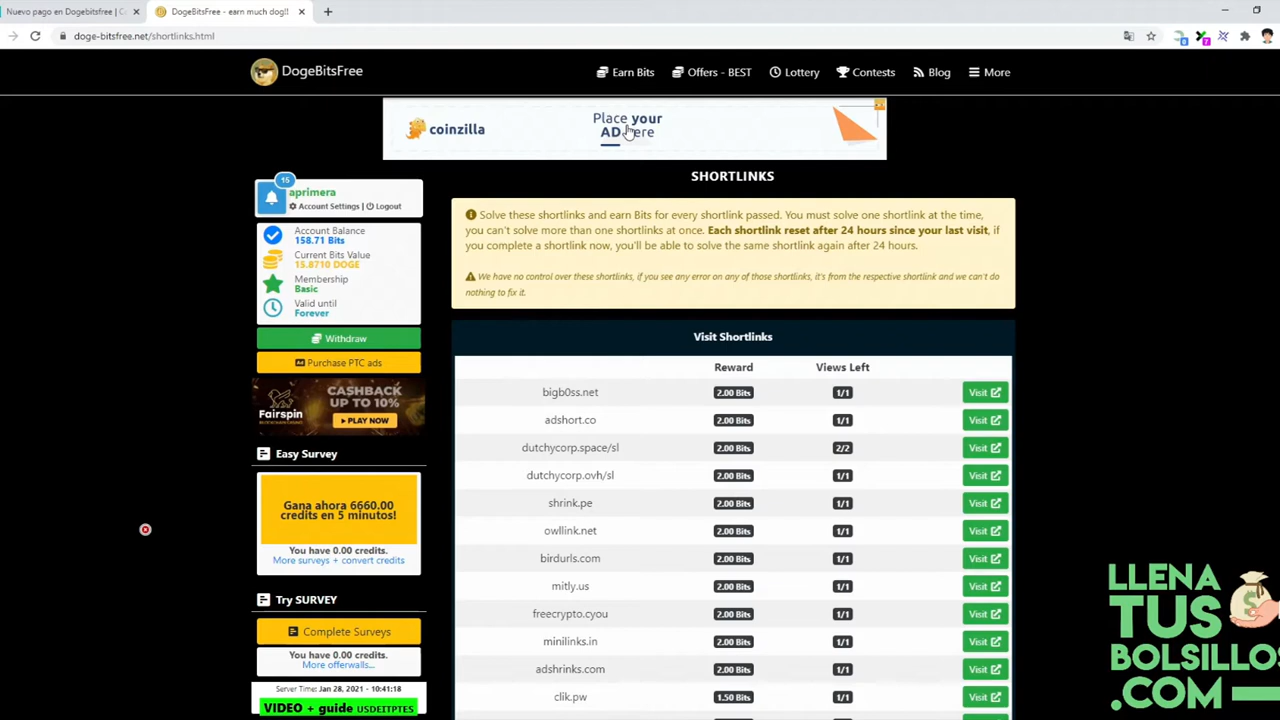 Nuevo pago en Dogebitsfree | C
DogeBitsFree - earn much dog!!
doge-bitsfree.net/shortlinks.html
DogeBitsFree
Earn Bits
Offers - BEST
Lottery
Contests
Blog
More
coinzilla
Place your
AD here
15
aprimera
Account Settings | Logout
Account Balance
158.71 Bits
Current Bits Value
15.8710 DOGE
Membership
Basic
Valid until
Forever
Withdraw
Purchase PTC ads
Fairspin
CASHBACK
UP TO 10%
PLAY NOW
Easy Survey
Gana ahora 6660.00
credits en 5 minutos!
You have 0.00 credits.
More surveys + convert credits
Try SURVEY
Complete Surveys
You have 0.00 credits.
More offerwalls...
Server Time: Jan 28, 2021 - 10:41:18
VIDEO + guide USDEITPTES
SHORTLINKS
Solve these shortlinks and earn Bits for every shortlink passed. You must solve one shortlink at the time,
you can't solve more than one shortlinks at once. Each shortlink reset after 24 hours since your last visit, if
you complete a shortlink now, you'll be able to solve the same shortlink again after 24 hours.
We have no control over these shortlinks, if you see any error on any of those shortlinks, it's from the respective shortlink and we can't do
nothing to fix it.
Visit Shortlinks
Reward Views Left
bigb0ss.net 2.00 Bits 1/1 Visit
adshort.co 2.00 Bits 1/1 Visit
dutchycorp.space/sl 2.00 Bits 2/2 Visit
dutchycorp.ovh/sl 2.00 Bits 1/1 Visit
shrink.pe 2.00 Bits 1/1 Visit
owllink.net 2.00 Bits 1/1 Visit
birdurls.com 2.00 Bits 1/1 Visit
mitly.us 2.00 Bits 1/1 Visit
freecrypto.cyou 2.00 Bits 1/1 Visit
minilinks.in 2.00 Bits 1/1 Visit
adshrinks.com 2.00 Bits 1/1 Visit
clik.pw 1.50 Bits 1/1 Visit
LLENA
TUS
BOLSILLOS
.COM